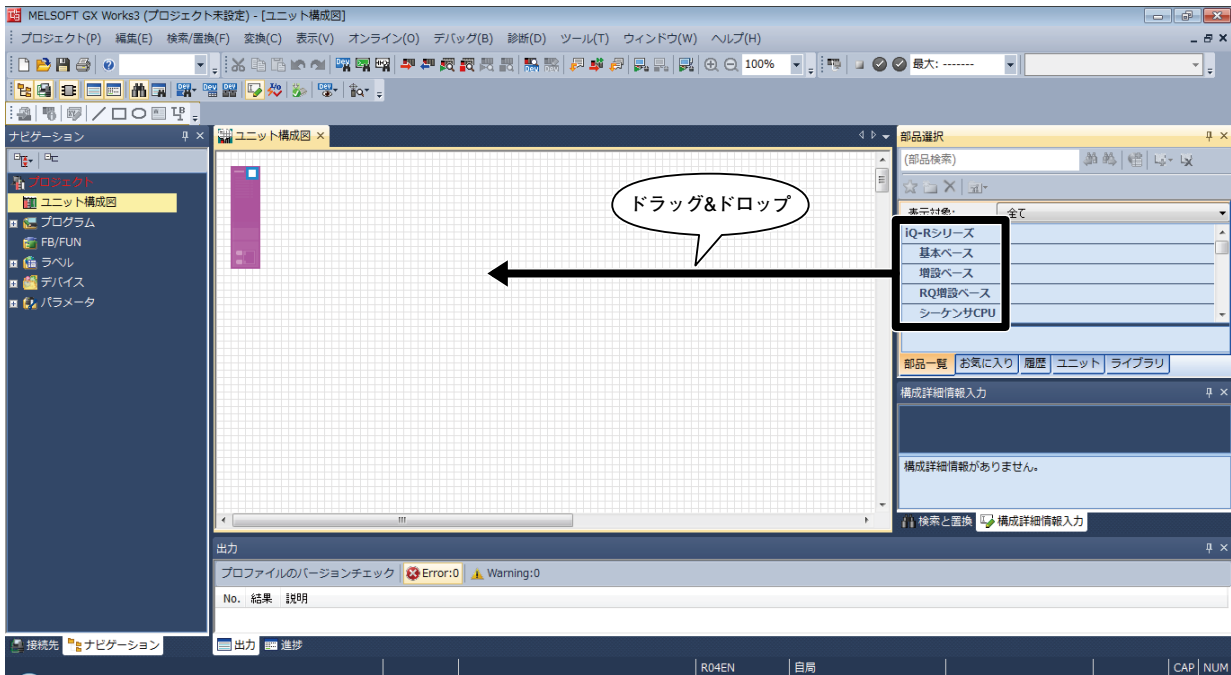 MELSOFT GX Works3 (プロジェクト未設定) - [ユニット構成図]
プロジェクト(P) 編集(E) 検索/置換(F) 変換(C) 表示(V) オンライン(O) デバッグ(B) 診断(D) ツール(T) ウィンドウ(W) ヘルプ(H)
100% 最大: -------
ナビゲーション
ユニット構成図
部品選択
プロジェクト
ユニット構成図
プログラム
FB/FUN
ラベル
デバイス
パラメータ
ドラッグ&ドロップ
(部品検索)
表示対象: 全て
iQ-Rシリーズ
基本ベース
増設ベース
RQ増設ベース
シーケンサCPU
部品一覧 お気に入り 履歴 ユニット ライブラリ
構成詳細情報入力
構成詳細情報がありません。
検索と置換 構成詳細情報入力
出力
プロファイルのバージョンチェック Error:0 Warning:0
No. 結果 説明
接続先 ナビゲーション
出力 進捗
R04EN 自局 CAP NUM